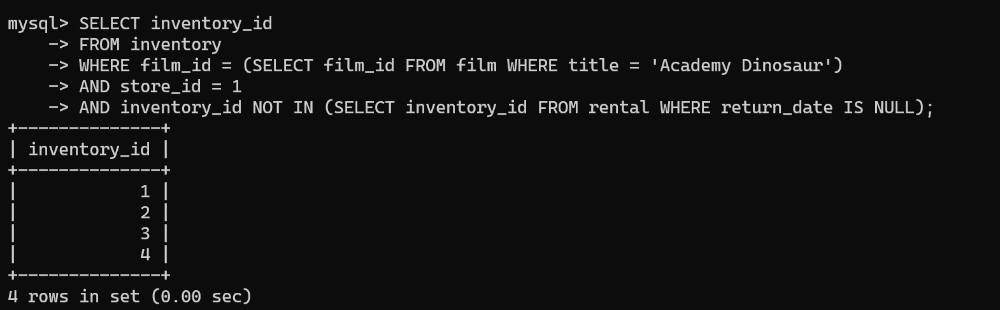 mysql> SELECT inventory_id
    -> FROM inventory
    -> WHERE film_id = (SELECT film_id FROM film WHERE title = 'Academy Dinosaur')
    -> AND store_id = 1
    -> AND inventory_id NOT IN (SELECT inventory_id FROM rental WHERE return_date IS NULL);
+--------------+
| inventory_id |
+--------------+
|            1 |
|            2 |
|            3 |
|            4 |
+--------------+
4 rows in set (0.00 sec)